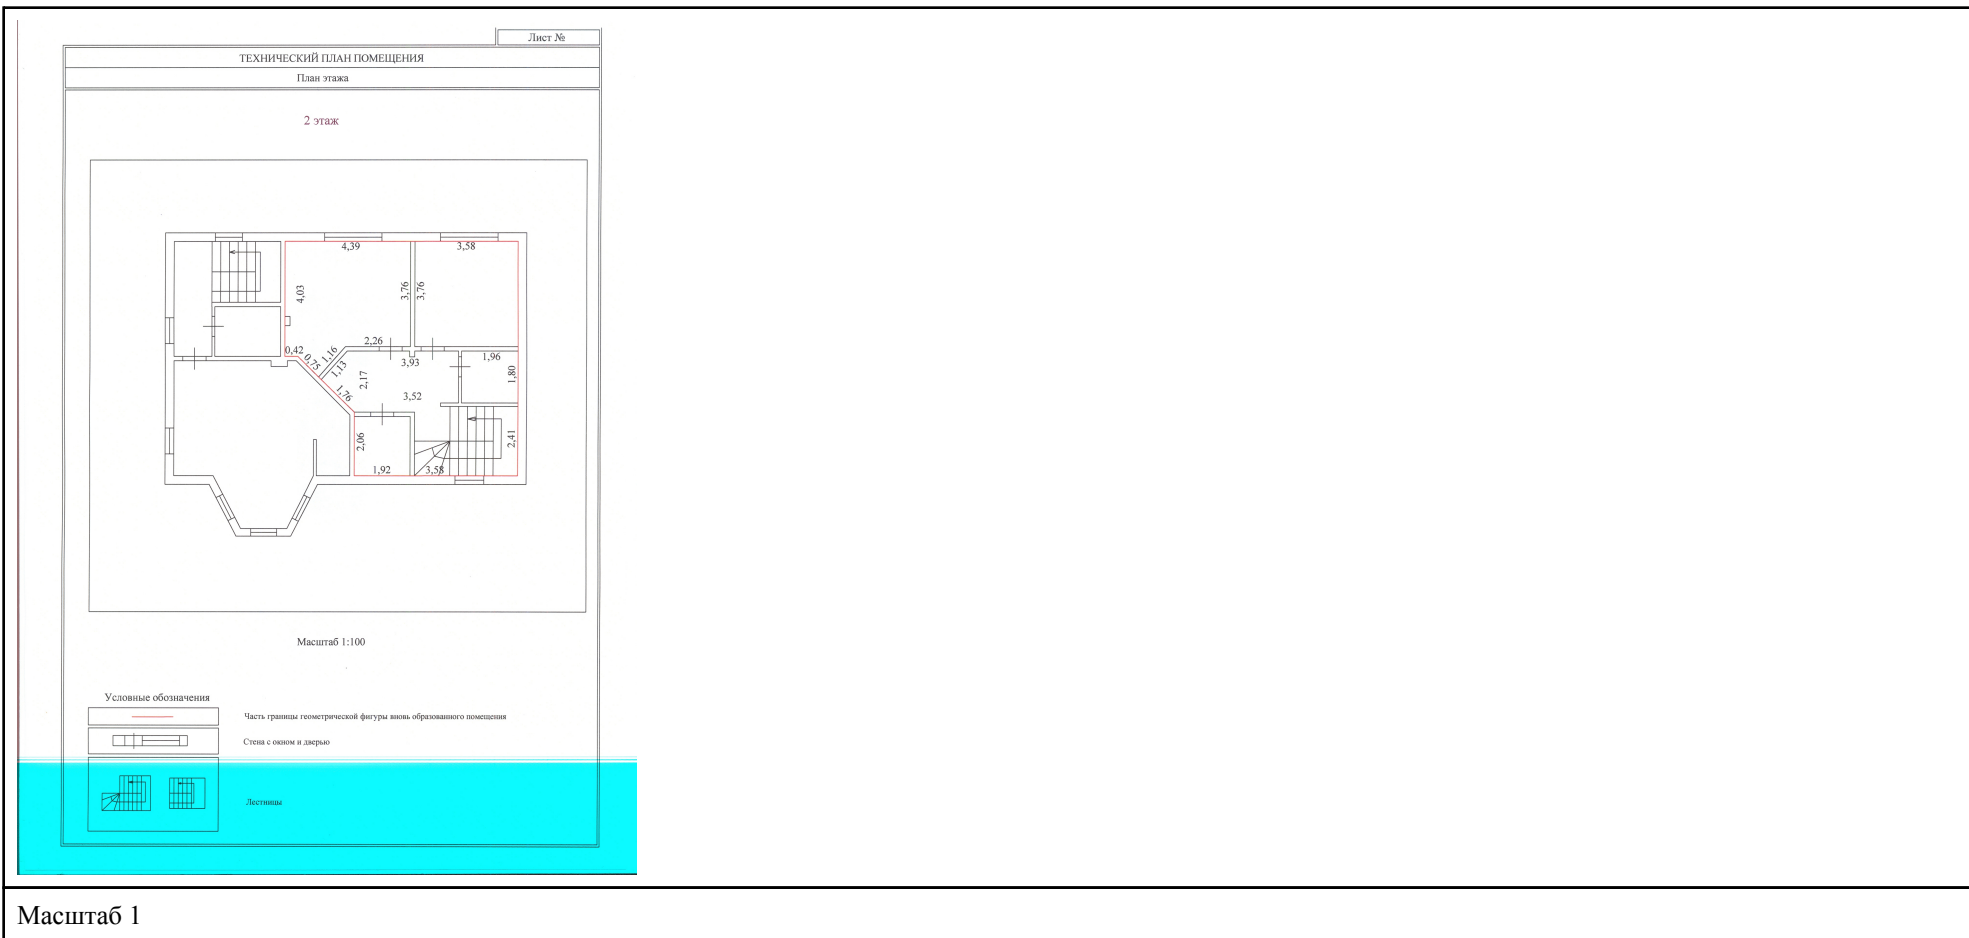 Лист №
ТЕХНИЧЕСКИЙ ПЛАН ПОМЕЩЕНИЯ
План этажа
2 этаж
4,39
3,58
4,03
3,76
3,76
0,42
0,75
1,16
1,13
2,26
3,93
1,96
1,80
2,17
1,76
3,52
2,06
2,41
1,92
3,58
Масштаб 1:100
Условные обозначения
Часть границы геометрической фигуры вновь образованного помещения
Стена с окном и дверью
Лестницы
Масштаб 1